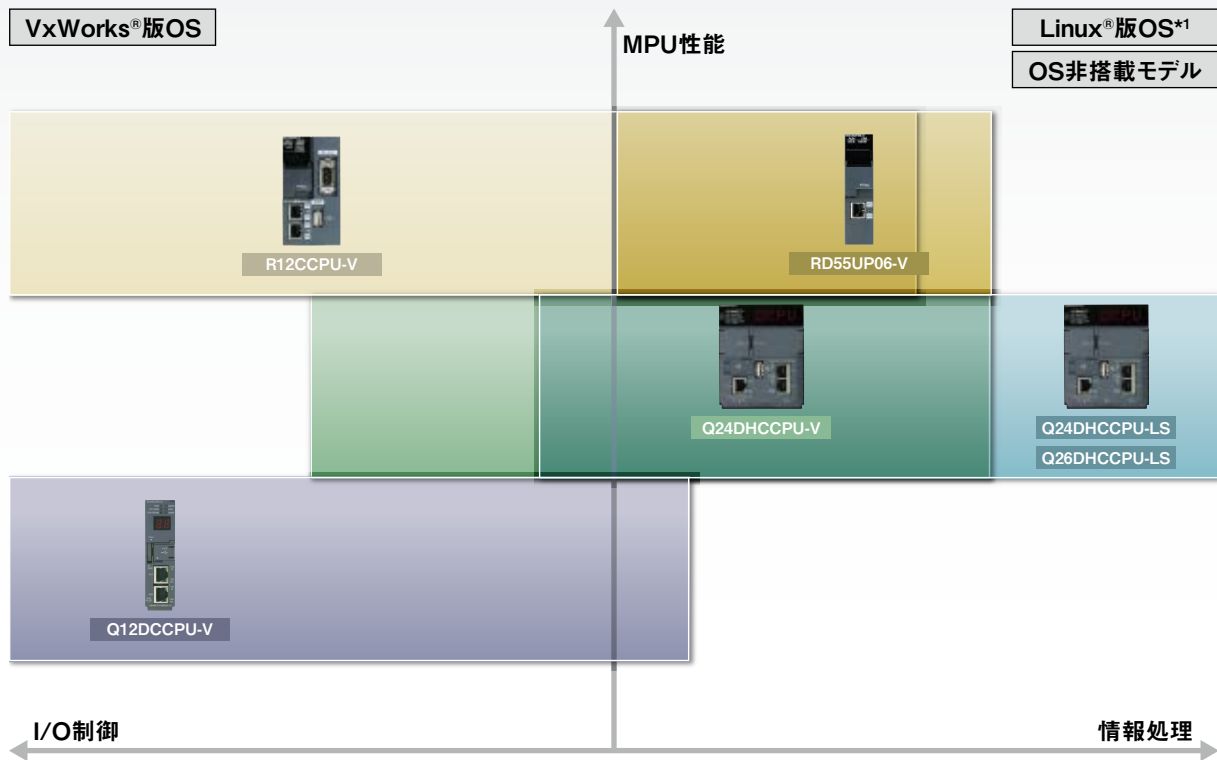 VxWorks®版OS
MPU性能
Linux®版OS*1
OS非搭載モデル
R12CCPU-V
RD55UP06-V
Q24DHCCPU-V
Q24DHCCPU-LS
Q26DHCCPU-LS
Q12DCCPU-V
I/O制御
情報処理